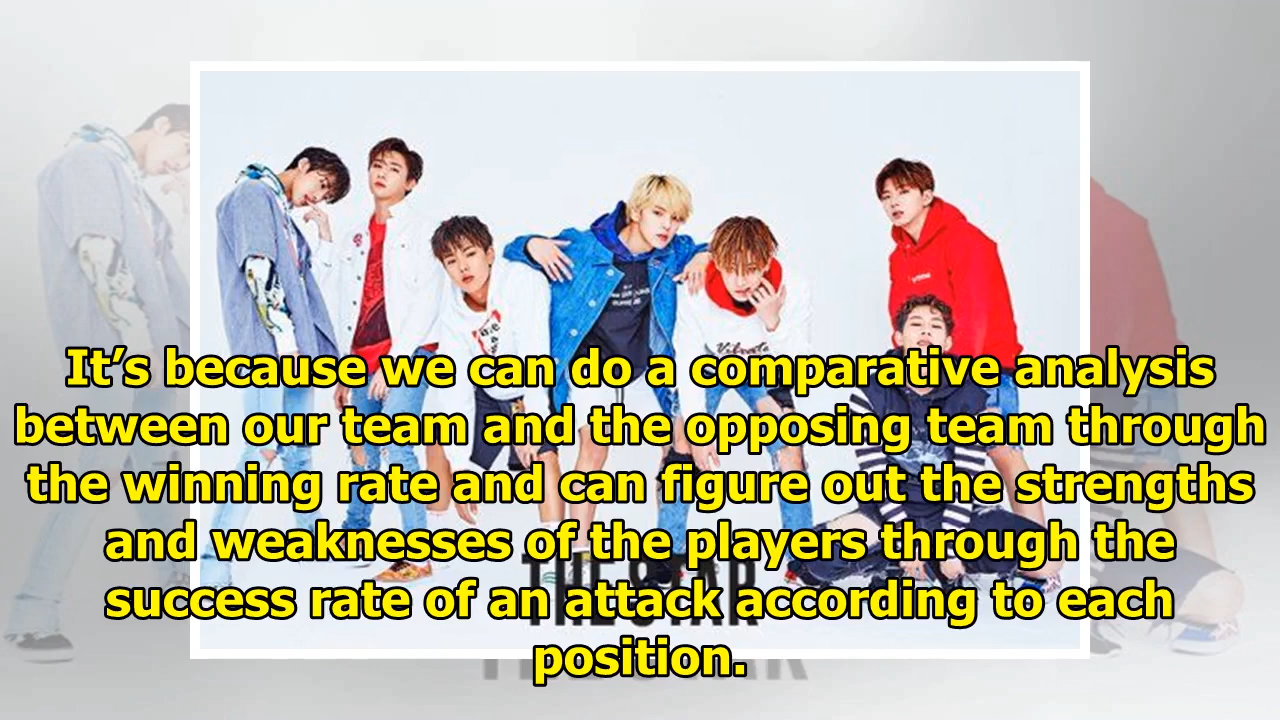 It’s because we can do a comparative analysis
between our team and the opposing team through
the winning rate and can figure out the strengths
and weaknesses of the players through the
success rate of an attack according to each
position.
THE STAR